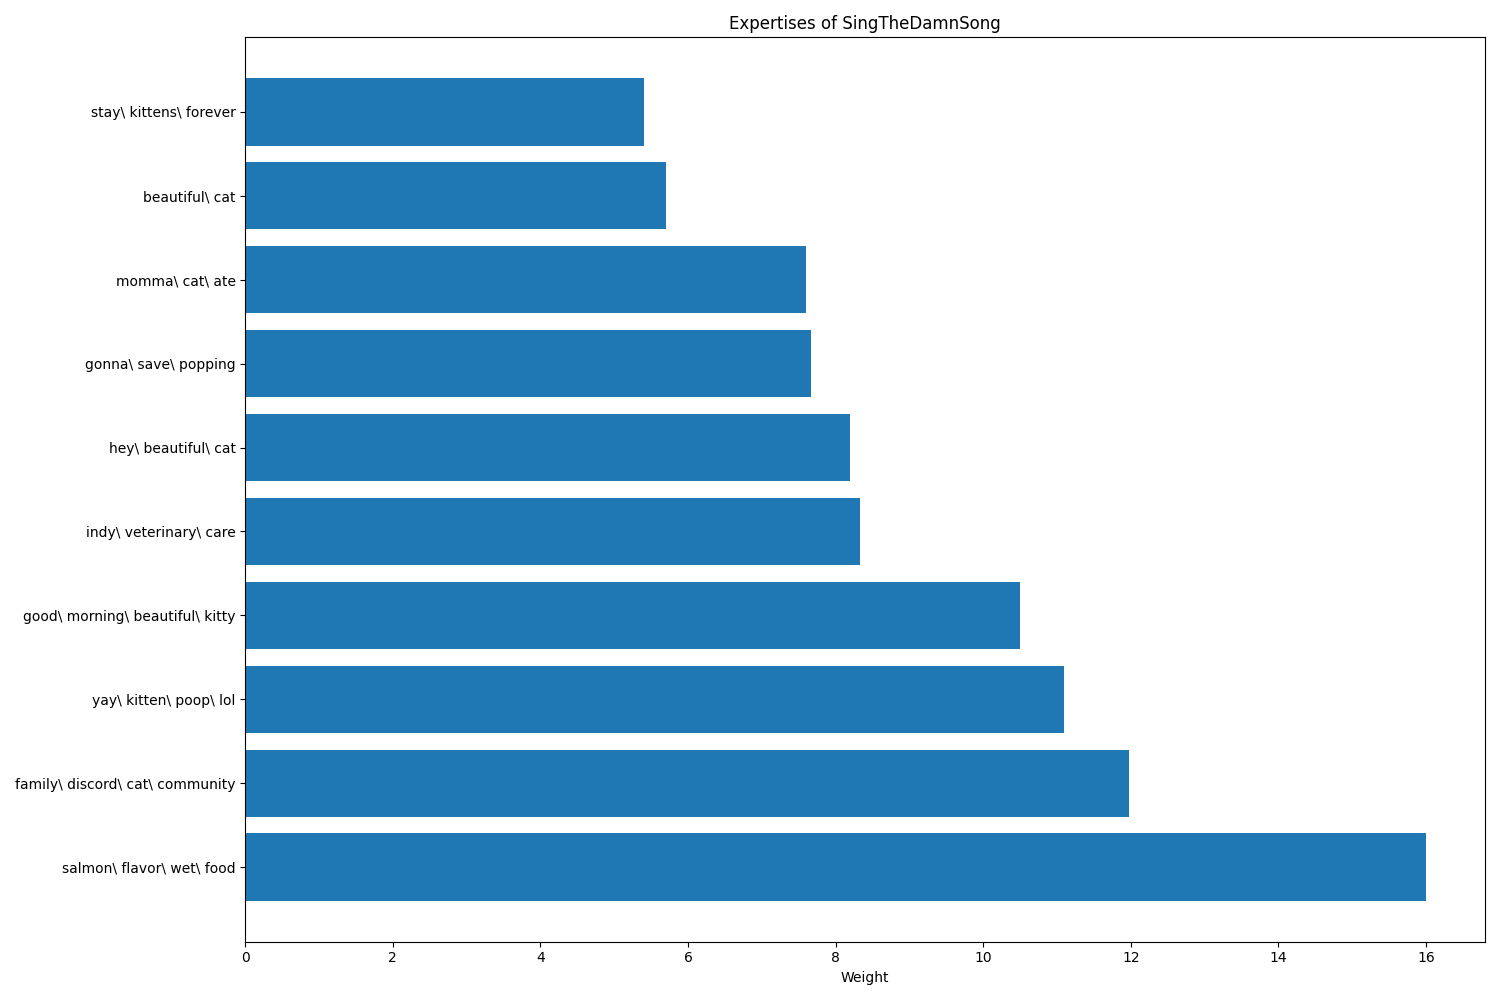 Expertises of SingTheDamnSong
stay\ kittens\ forever
beautiful\ cat
momma\ cat\ ate
gonna\ save\ popping
hey\ beautiful\ cat
indy\ veterinary\ care
good\ morning\ beautiful\ kitty
yay\ kitten\ poop\ lol
family\ discord\ cat\ community
salmon\ flavor\ wet\ food
0 2 4 6 8 10 12 14 16
Weight